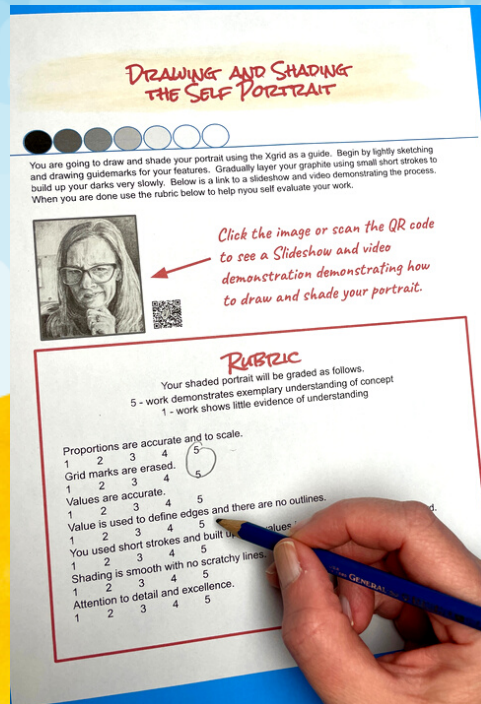 DRAWING AND SHADING
THE SELF PORTRAIT
You are going to draw and shade your portrait using the Xgrid as a guide. Begin by lightly sketching
and drawing guidemarks for your features. Gradually layer your graphite using small short strokes to
build up your darks very slowly. Below is a link to a slideshow and video demonstrating the process.
When you are done use the rubric below to help nyou self evaluate your work.
Click the image or scan the QR code
to see a Slideshow and video
demonstration demonstrating how
to draw and shade your portrait.
RUBRIC
Your shaded portrait will be graded as follows.
5 - work demonstrates exemplary understanding of concept
1 - work shows little evidence of understanding
Proportions are accurate and to scale.
1 2 3 4 5
Grid marks are erased.
1 2 3 4 5
Values are accurate.
1 2 3 4 5
Value is used to define edges and there are no outlines.
1 2 3 4 5
You used short strokes and built
1 2 3 4 5
Shading is smooth with no scratchy lines.
1 2 3 4 5
Attention to detail and excellence.
1 2 3 4 5
GENERAL